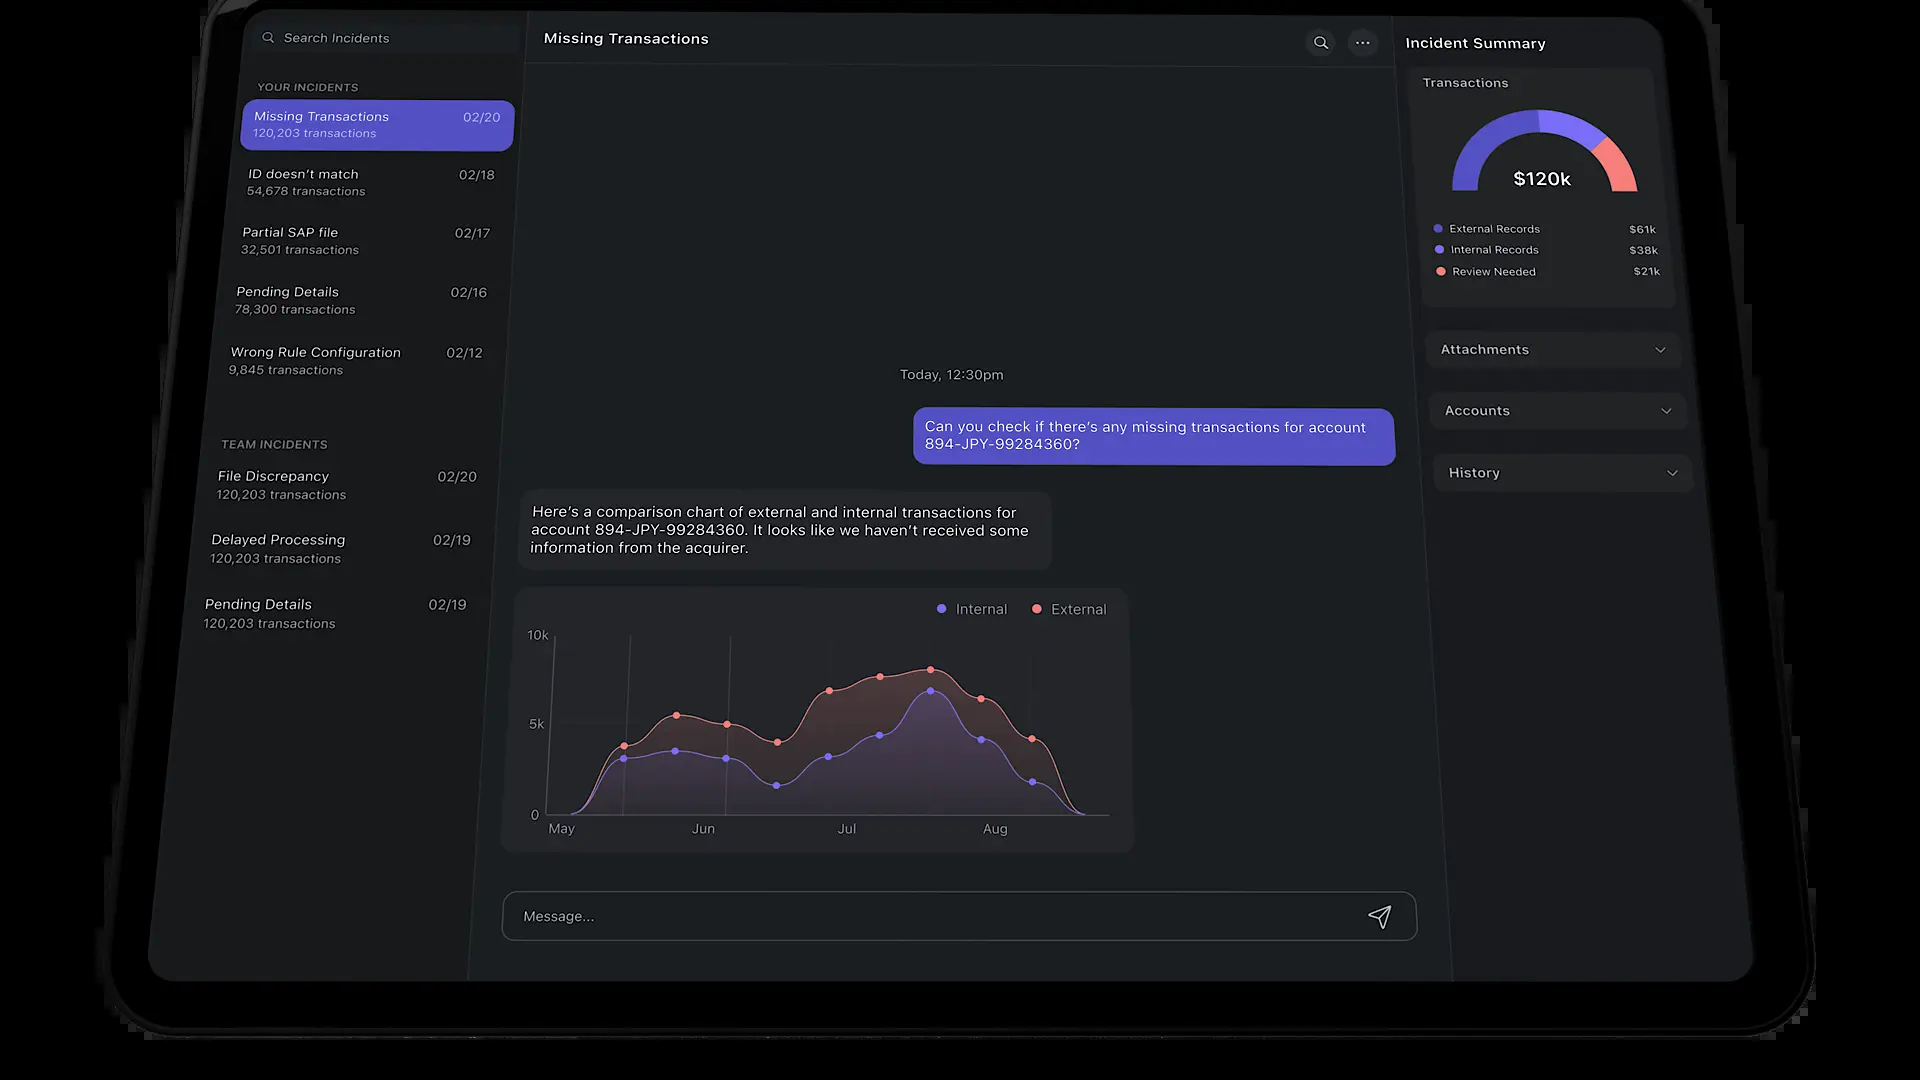 Search Incidents
YOUR INCIDENTS
Missing Transactions 02/20
120,203 transactions
ID doesn’t match 02/18
54,678 transactions
Partial SAP file 02/17
32,501 transactions
Pending Details 02/16
78,300 transactions
Wrong Rule Configuration 02/12
9,845 transactions
TEAM INCIDENTS
File Discrepancy 02/20
120,203 transactions
Delayed Processing 02/19
120,203 transactions
Pending Details 02/19
120,203 transactions
Missing Transactions
Today, 12:30pm
Can you check if there’s any missing transactions for account
894-JPY-99284360?
Here’s a comparison chart of external and internal transactions for
account 894-JPY-99284360. It looks like we haven’t received some
information from the acquirer.
Internal External
10k
5k
0
May Jun Jul Aug
Message...
Incident Summary
Transactions
$120k
External Records $61k
Internal Records $38k
Review Needed $21k
Attachments
Accounts
History